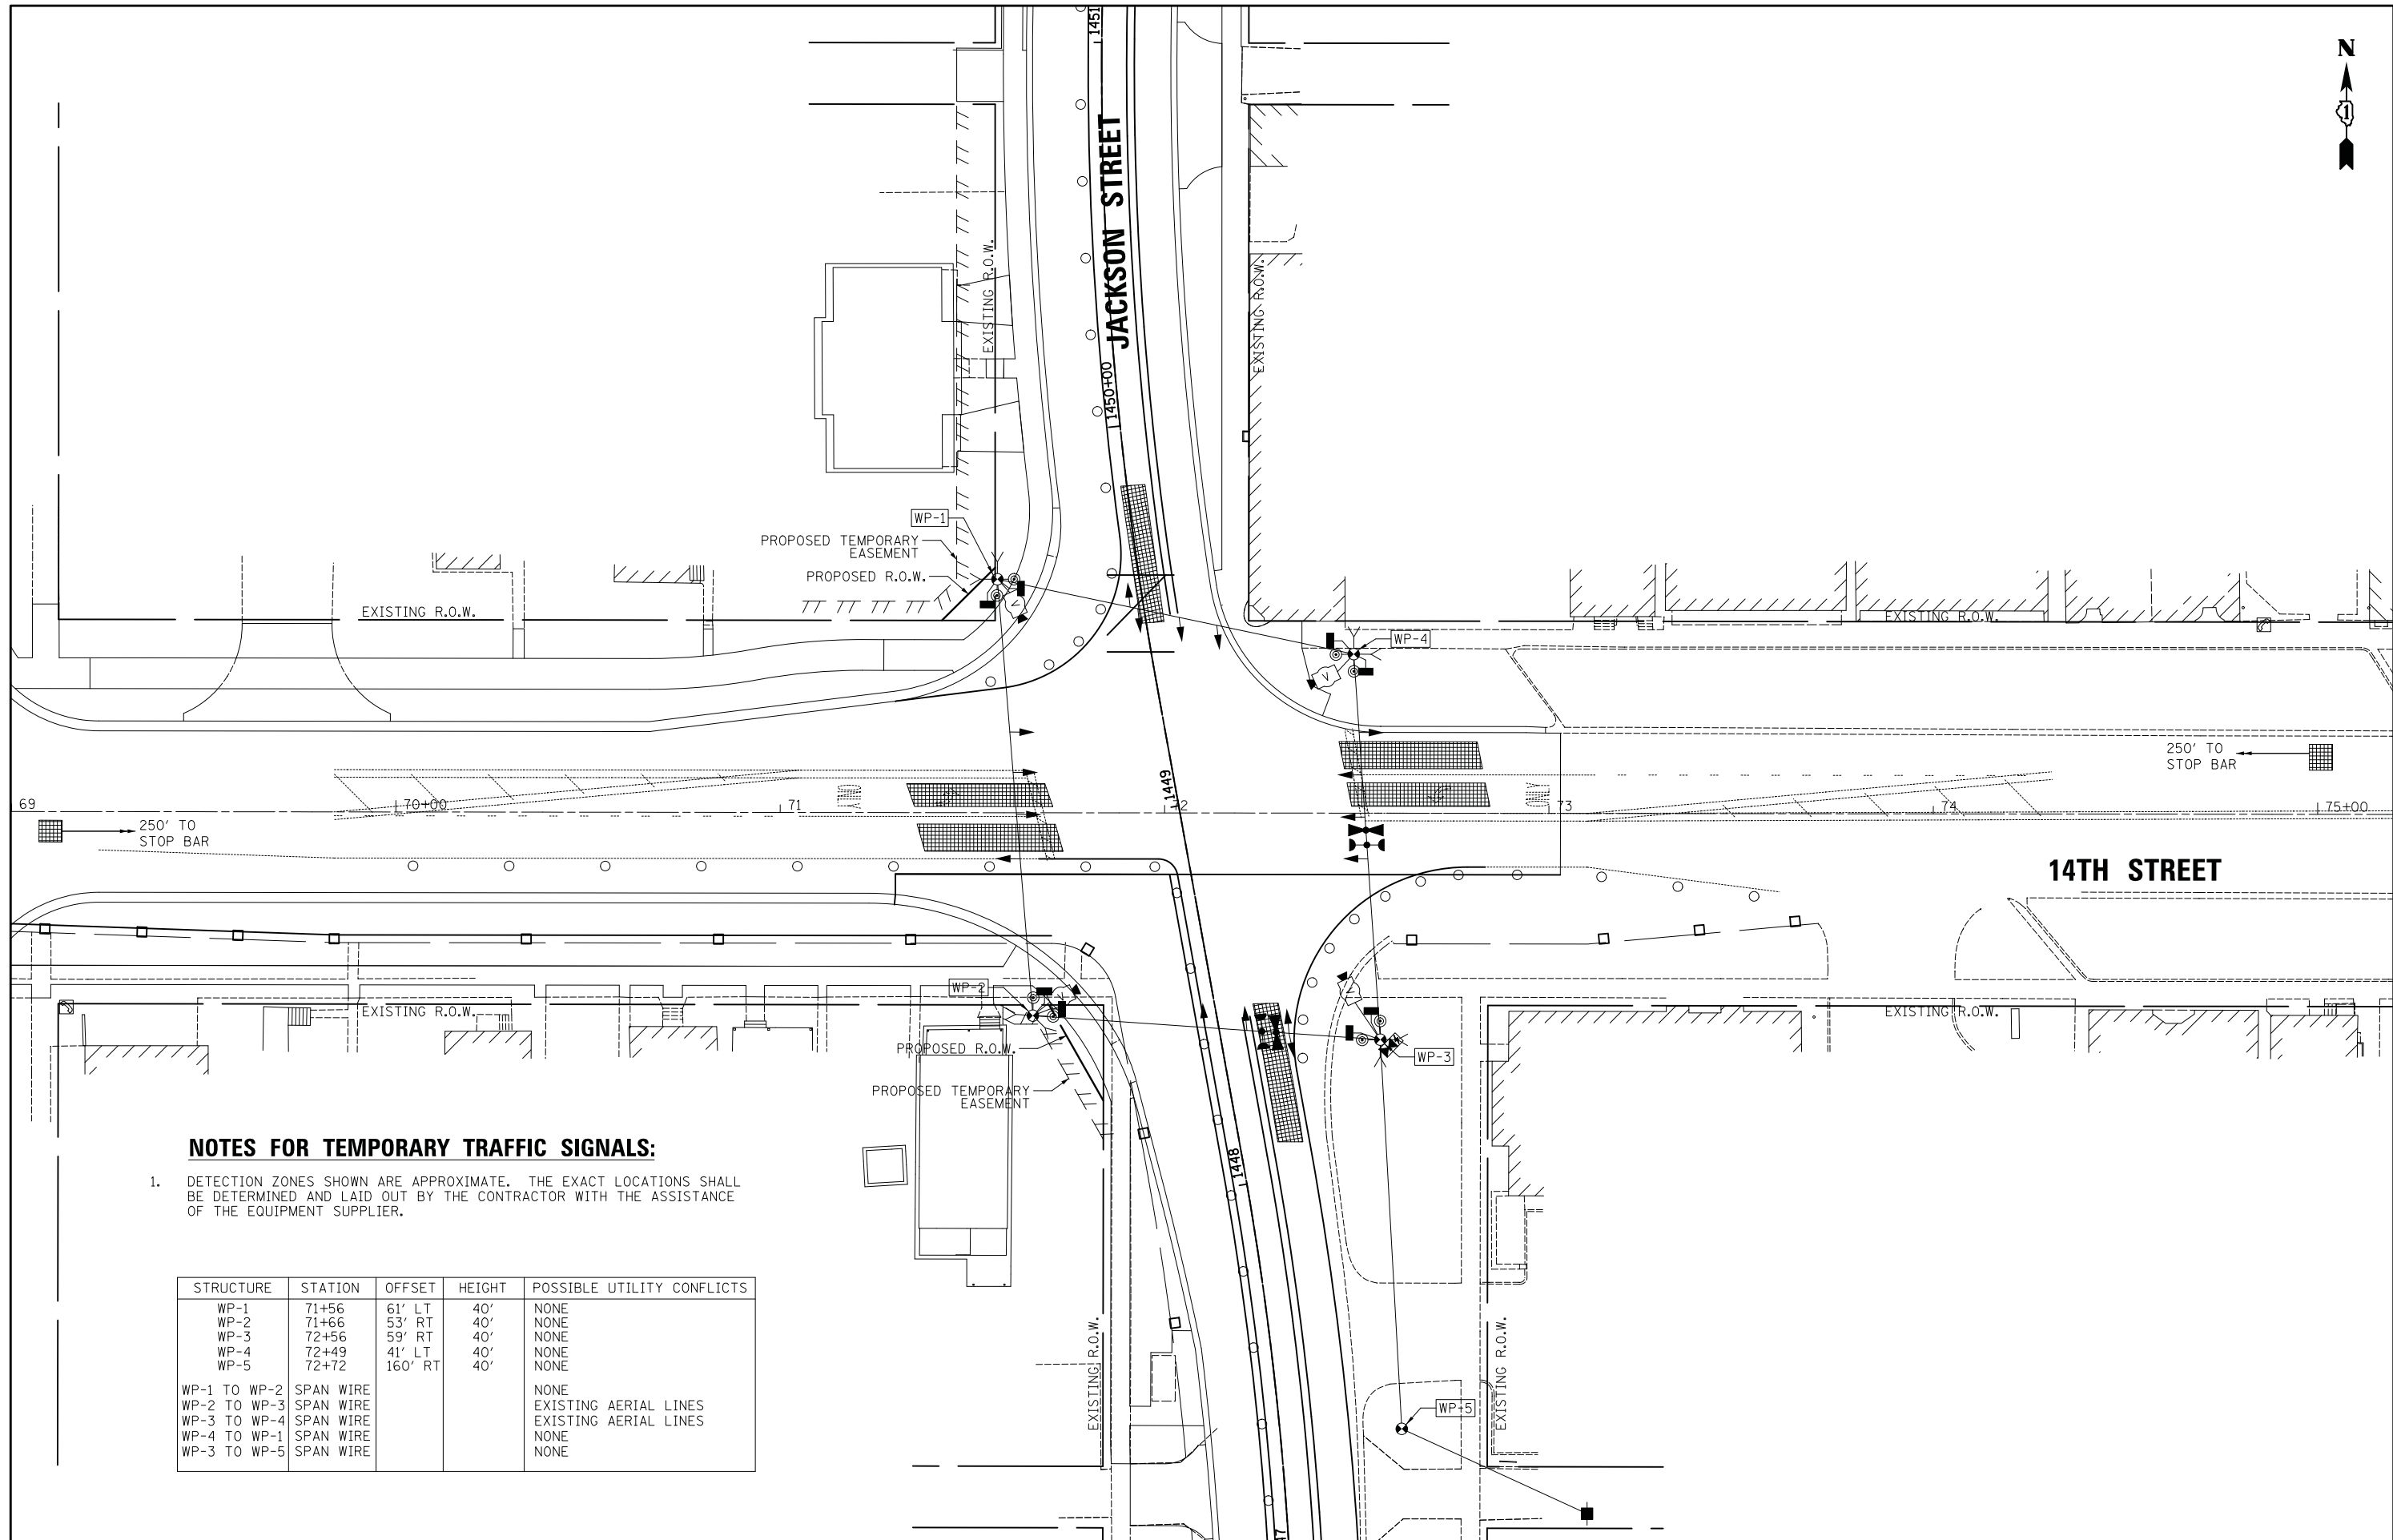 1451
N
1
JACKSON STREET
EXISTING R.O.W.
EXISTING R.O.W.
1450+00
WP-1
PROPOSED TEMPORARY
EASEMENT
PROPOSED R.O.W.
EXISTING R.O.W.
EXISTING R.O.W.
WP-4
V
V
250' TO
STOP BAR
1449
69
70+00
71
72
73
74
75+00
ONLY
ONLY
250' TO
STOP BAR
14TH STREET
WP-2
V
V
EXISTING R.O.W.
EXISTING R.O.W.
PROPOSED R.O.W.
WP-3
PROPOSED TEMPORARY
EASEMENT
1448
NOTES FOR TEMPORARY TRAFFIC SIGNALS:
1. DETECTION ZONES SHOWN ARE APPROXIMATE. THE EXACT LOCATIONS SHALL
BE DETERMINED AND LAID OUT BY THE CONTRACTOR WITH THE ASSISTANCE
OF THE EQUIPMENT SUPPLIER.
STRUCTURE STATION OFFSET HEIGHT POSSIBLE UTILITY CONFLICTS
WP-1 71+56 61' LT 40' NONE
WP-2 71+66 53' RT 40' NONE
WP-3 72+56 59' RT 40' NONE
WP-4 72+49 41' LT 40' NONE
WP-5 72+72 160' RT 40' NONE
WP-1 TO WP-2 SPAN WIRE NONE
WP-2 TO WP-3 SPAN WIRE EXISTING AERIAL LINES
WP-3 TO WP-4 SPAN WIRE EXISTING AERIAL LINES
WP-4 TO WP-1 SPAN WIRE NONE
WP-3 TO WP-5 SPAN WIRE NONE
EXISTING R.O.W.
EXISTING R.O.W.
WP-5